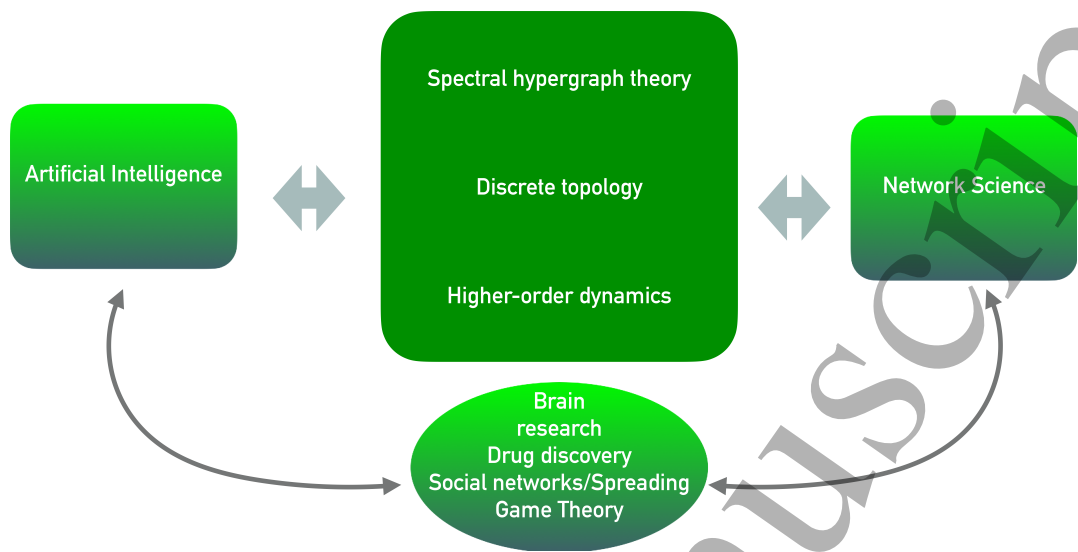 Spectral hypergraph theory
Artificial Intelligence
Discrete topology
Network Science
Higher-order dynamics
Brain
research
Drug discovery
Social networks/Spreading
Game Theory